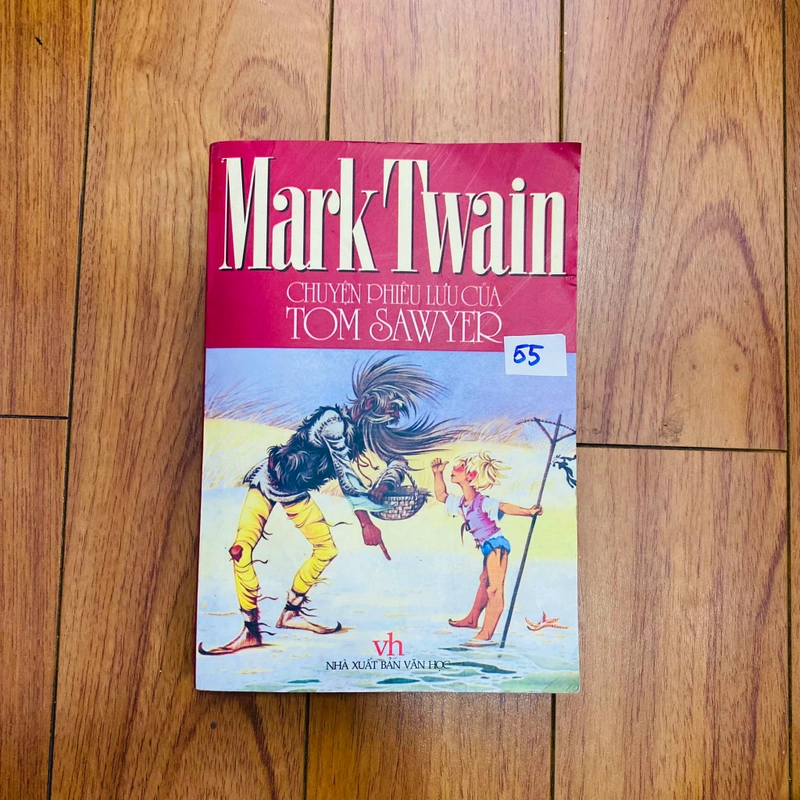 Mark Twain
CHUYỆN PHIÊU LƯU CỦA
TOM SAWYER
55
vh
NHÀ XUẤT BẢN VĂN HỌC